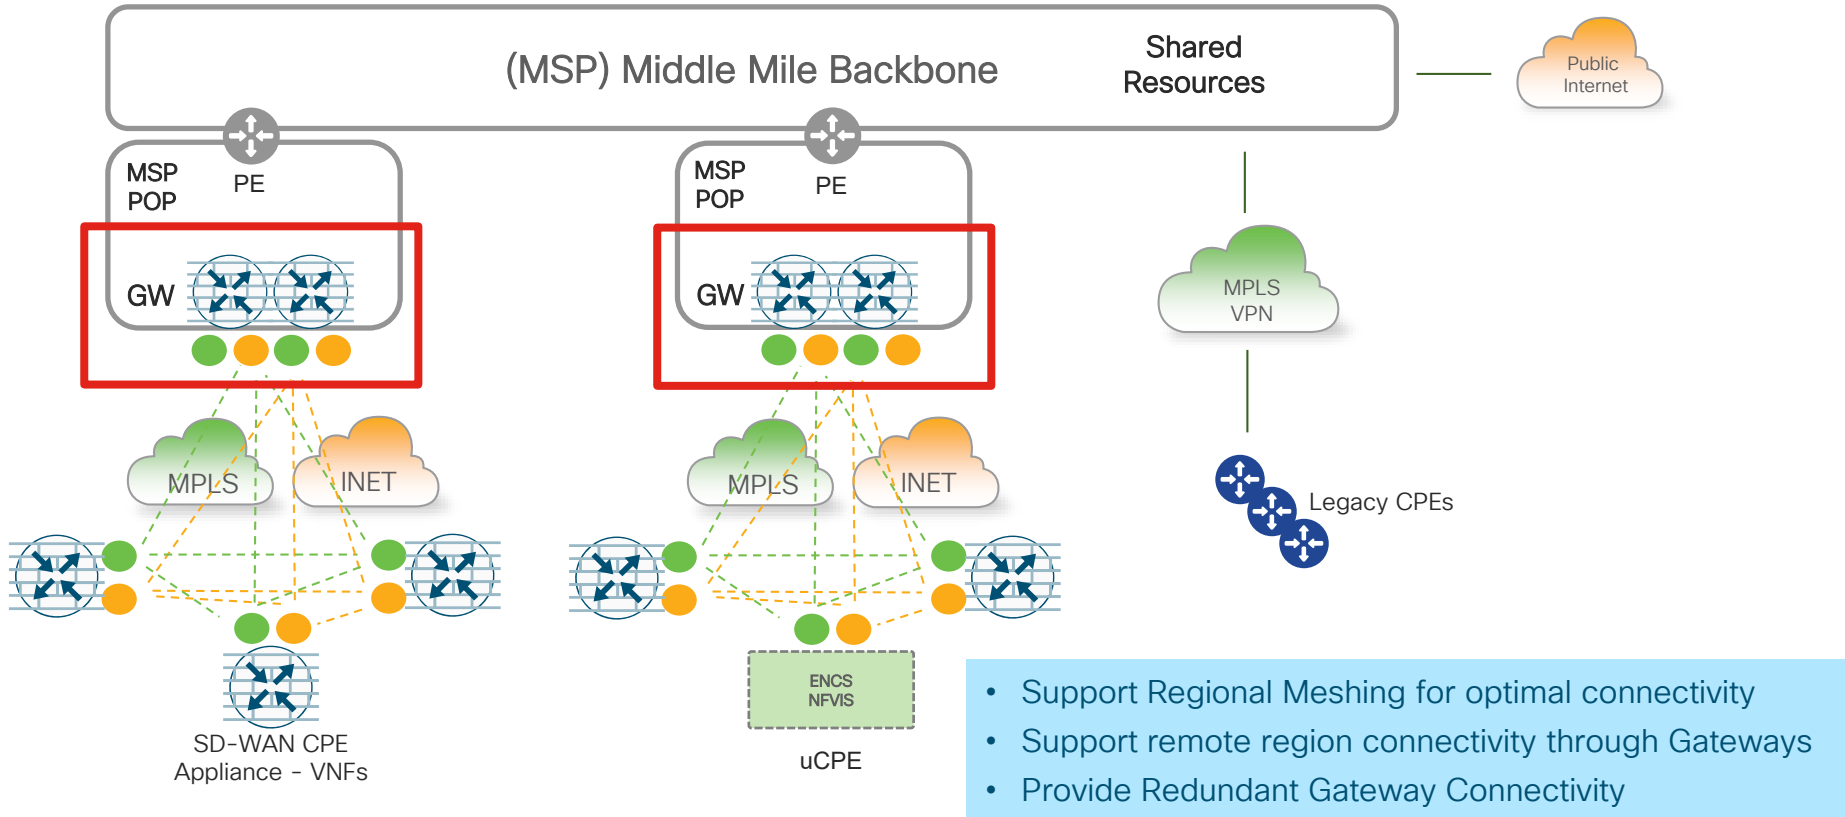 (MSP) Middle Mile Backbone
Shared
Resources
Public
Internet
MSP
POP
PE
GW
MSP
POP
PE
GW
MPLS
VPN
MPLS
INET
MPLS
INET
Legacy CPEs
ENCS
NFVIS
SD-WAN CPE
Appliance - VNFs
uCPE
• Support Regional Meshing for optimal connectivity
• Support remote region connectivity through Gateways
• Provide Redundant Gateway Connectivity